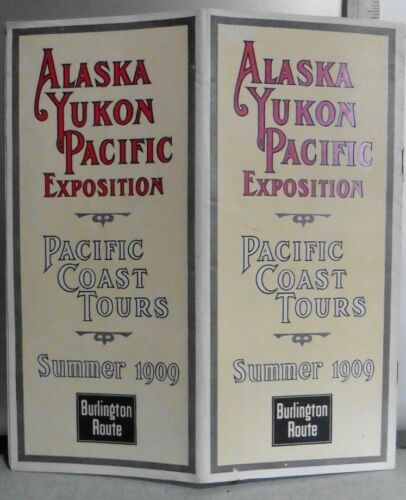 ALASKA
YUKON
PACIFIC
EXPOSITION
PACIFIC
COAST
TOURS
Summer 1909
Burlington
Route
ALASKA
YUKON
PACIFIC
EXPOSITION
PACIFIC
COAST
TOURS
Summer 1909
Burlington
Route